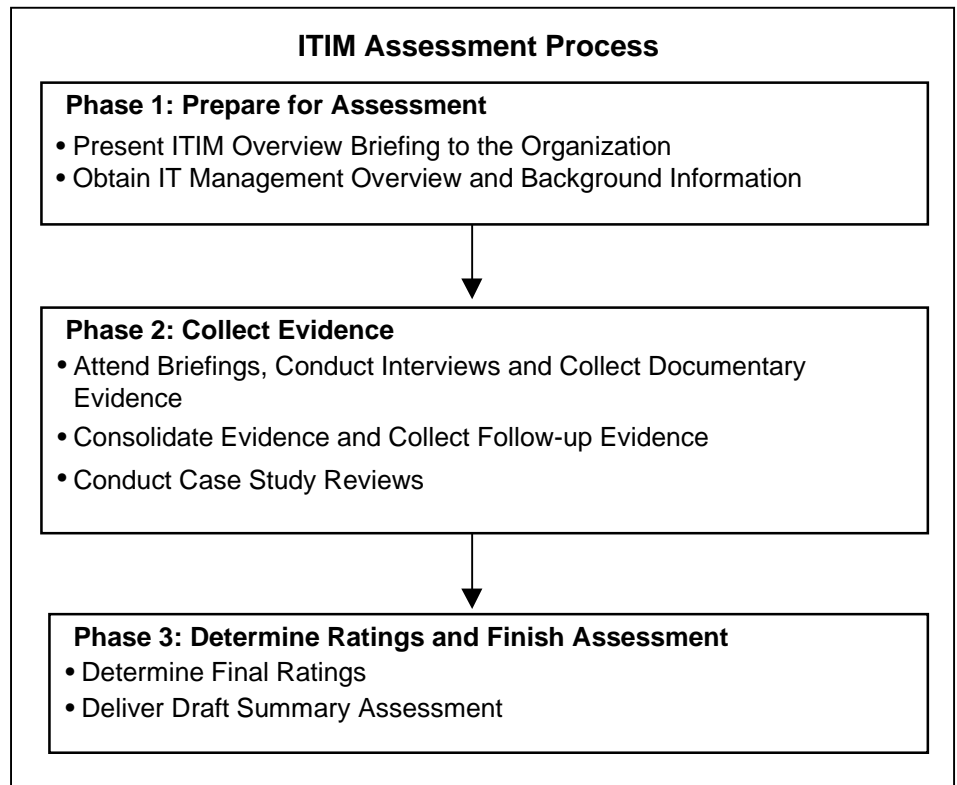 ITIM Assessment Process
Phase 1: Prepare for Assessment
• Present ITIM Overview Briefing to the Organization
• Obtain IT Management Overview and Background Information
Phase 2: Collect Evidence
• Attend Briefings, Conduct Interviews and Collect Documentary
Evidence
• Consolidate Evidence and Collect Follow-up Evidence
• Conduct Case Study Reviews
Phase 3: Determine Ratings and Finish Assessment
• Determine Final Ratings
• Deliver Draft Summary Assessment